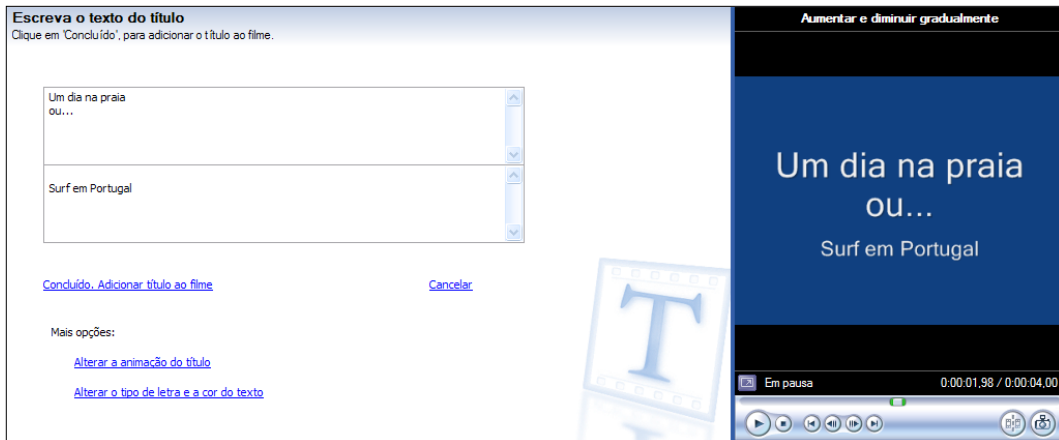 Escreva o texto do título
Clique em 'Concluído', para adicionar o título ao filme.
Um dia na praia
ou...
Surf em Portugal
Concluído. Adicionar título ao filme
Cancelar
Mais opções:
Alterar a animação do título
Alterar o tipo de letra e a cor do texto
T
Aumentar e diminuir gradualmente
Um dia na praia
ou...
Surf em Portugal
Em pausa
0:00:01,98 / 0:00:04,00